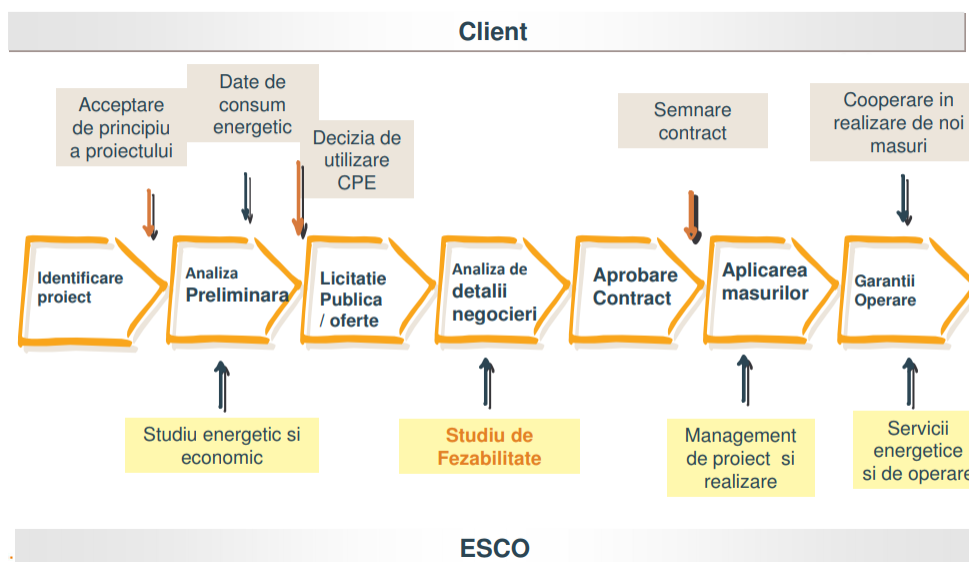 Client
Acceptare
de principiu
a proiectului
Date de
consum
energetic
Decizia de
utilizare
CPE
Semnare
contract
Cooperare in
realizare de noi
masuri
Identificare
proiect
Analiza
Preliminara
Licitatie
Publica
/ oferte
Analiza de
detalii
negocieri
Aprobare
Contract
Aplicarea
masurilor
Garantii
Operare
Studiu energetic si
economic
Studiu de
Fezabilitate
Management
de proiect si
realizare
Servicii
energetice
si de operare
ESCO